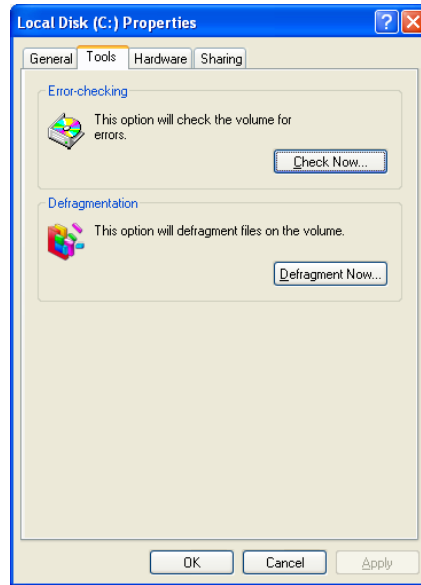 Local Disk (C:) Properties
General Tools Hardware Sharing
Error-checking
This option will check the volume for
errors.
Check Now...
Defragmentation
This option will defragment files on the volume.
Defragment Now...
OK Cancel Apply